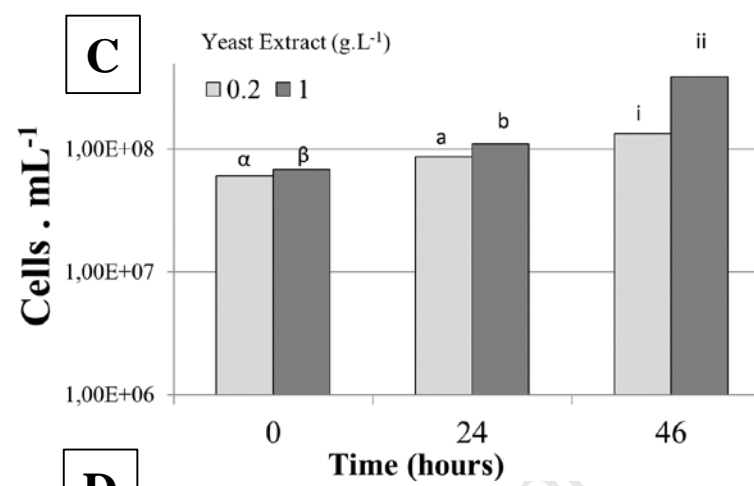 C
Yeast Extract (g.L-1)
0.2 1
Cells . mL-1
1,00E+08
1,00E+07
1,00E+06
α β a b i ii
0 24 46
Time (hours)
D